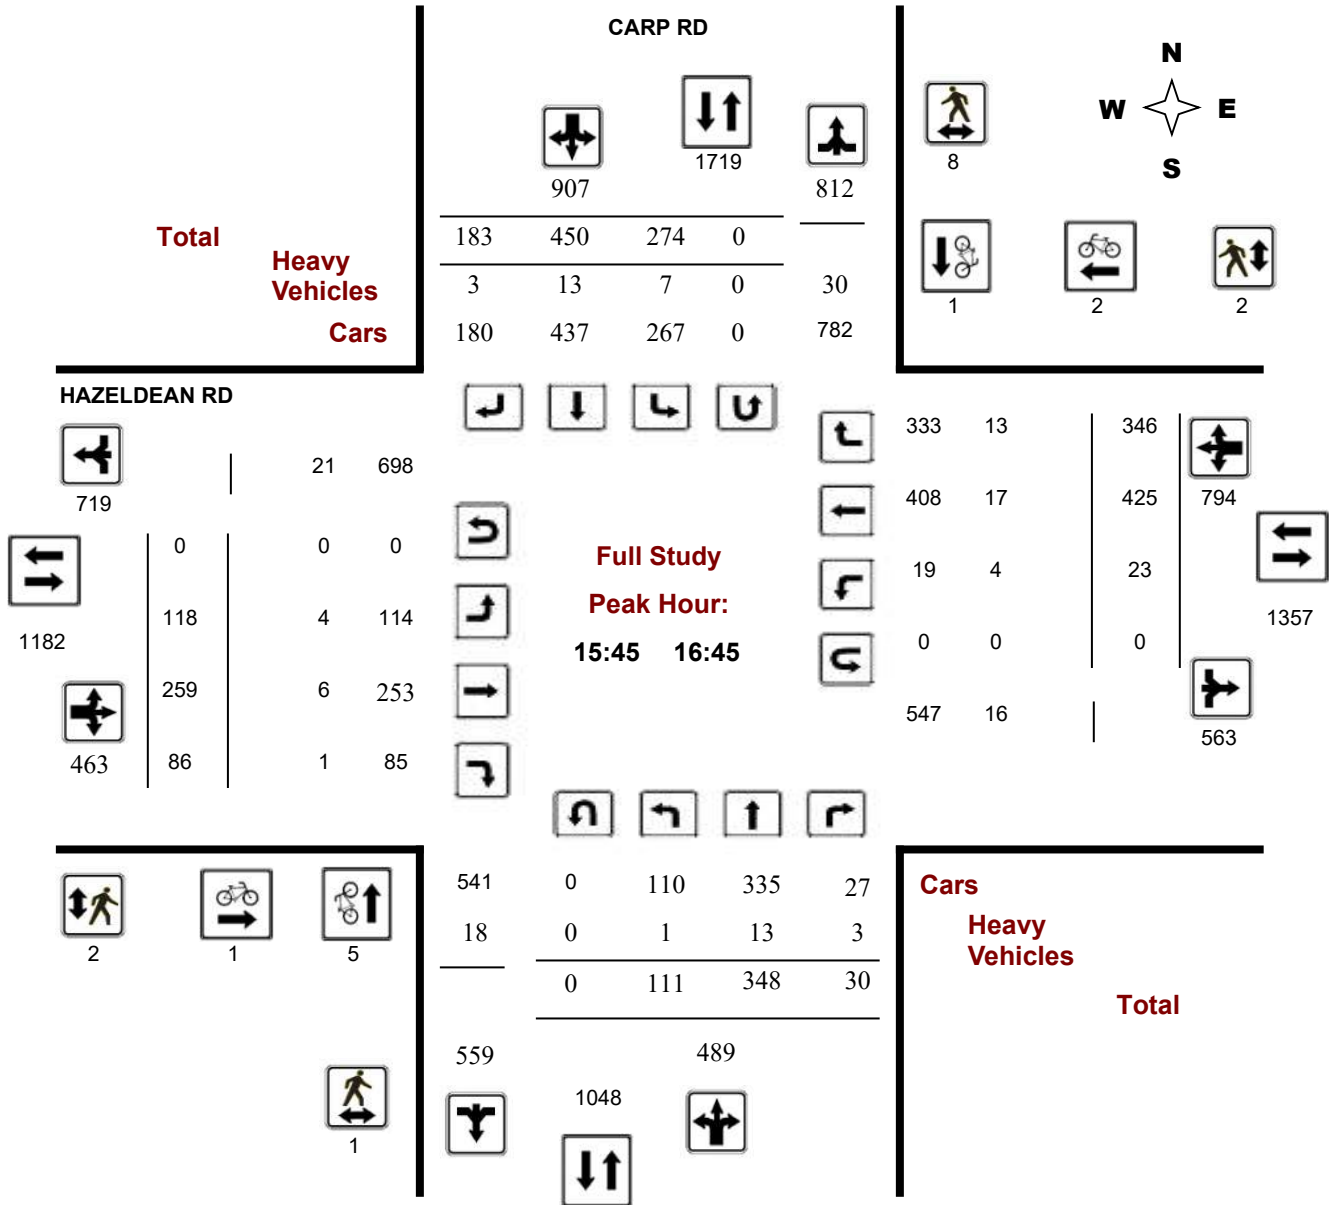 CARP RD
N
W E
S
8
1719
907 812
183 450 274 0
Total
Heavy
Vehicles
3 13 7 0 30
Cars
180 437 267 0 782
1 2 2
HAZELDEAN RD
333 13 346
21 698
719
408 17 425 794
0 0 0
Full Study
19 4 23
Peak Hour:
118 4 114
1357
1182
15:45 16:45
0 0 0
259 6 253
547 16
563
463 86 1 85
541 0 110 335 27
Cars
18 0 1 13 3
Heavy
Vehicles
2 1 5
0 111 348 30
Total
559 489
1048
1